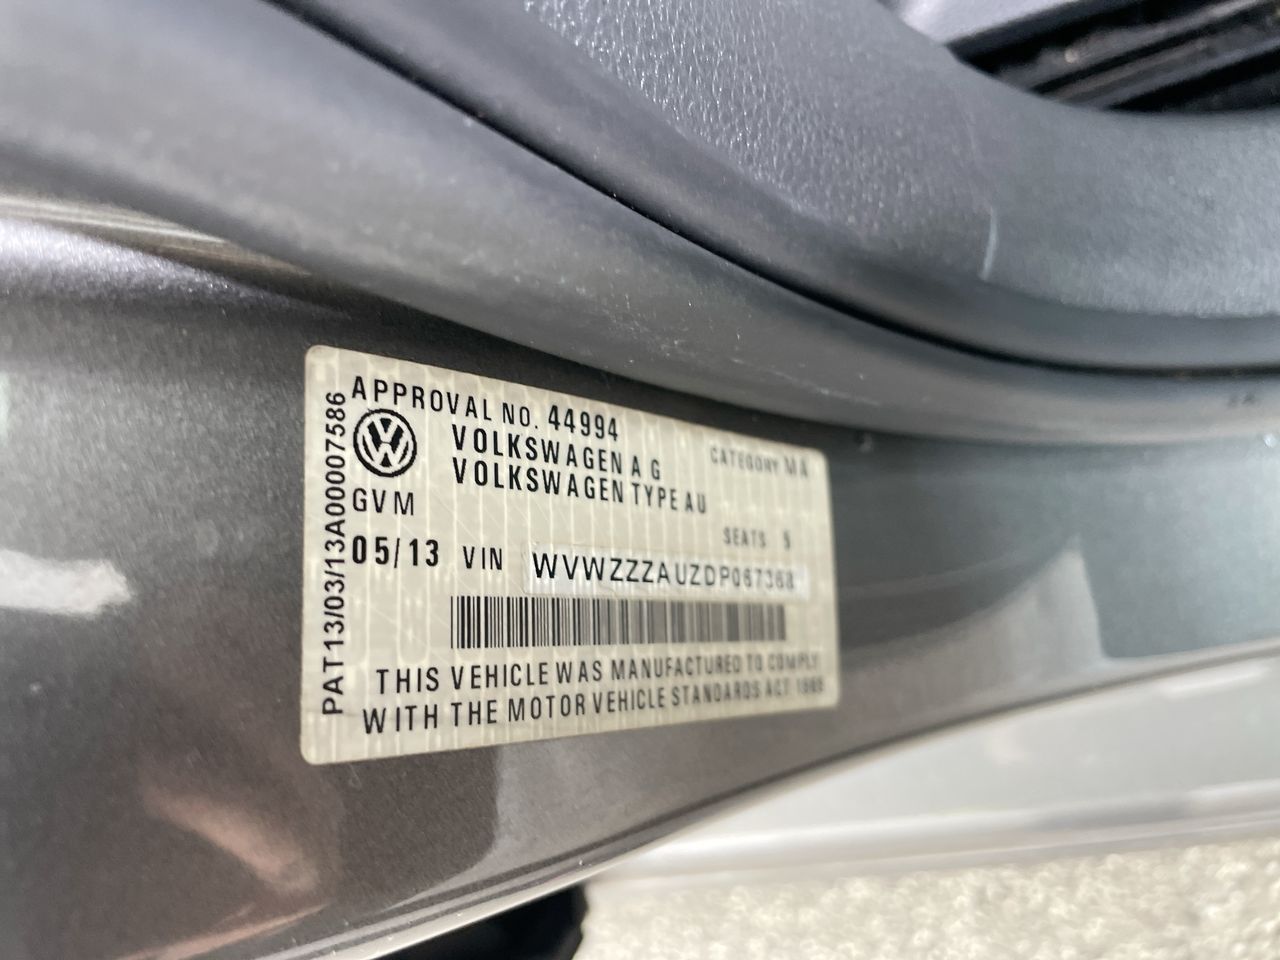 APPROVAL NO. 44994
VOLKSWAGEN A G
CATEGORY MA
VOLKSWAGEN TYPE AU
GVM
SEATS 5
05/13 VIN WVWZZZAUZDP067368
THIS VEHICLE WAS MANUFACTURED TO COMPLY
WITH THE MOTOR VEHICLE STANDARDS ACT 1989
PAT13/03/13A00007586